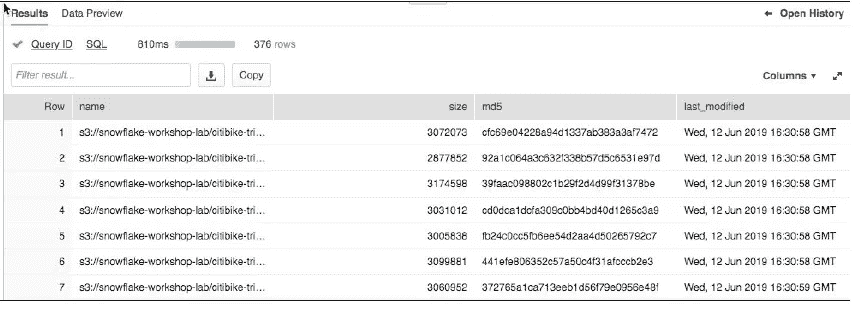 Results Data Preview Open History
Query ID SQL 810ms 376 rows
Filter result... Copy Columns
Row name size md5 last_modified
1 s3://snowflake-workshop-lab/citibike-tri... 3072073 cfc69e04228a94d1337ab383a3af7472 Wed, 12 Jun 2019 16:30:58 GMT
2 s3://snowflake-workshop-lab/citibike-tri... 2877852 92a1c064a3c632f338b57d5c6531e97d Wed, 12 Jun 2019 16:30:58 GMT
3 s3://snowflake-workshop-lab/citibike-tri... 3174598 39faac098802c1b29f2d4d99f31378be Wed, 12 Jun 2019 16:30:58 GMT
4 s3://snowflake-workshop-lab/citibike-tri... 3031012 cd0dca1dcfa309c0bb4bd40d1265c3a9 Wed, 12 Jun 2019 16:30:58 GMT
5 s3://snowflake-workshop-lab/citibike-tri... 3005838 fb24c0cc5fb6ee54d2aa4d50265792c7 Wed, 12 Jun 2019 16:30:58 GMT
6 s3://snowflake-workshop-lab/citibike-tri... 3099881 441efe806352c57a50c4f31afcccb2e3 Wed, 12 Jun 2019 16:30:58 GMT
7 s3://snowflake-workshop-lab/citibike-tri... 3060952 372765a1ca713eeb1d56f79e0956e48f Wed, 12 Jun 2019 16:30:59 GMT